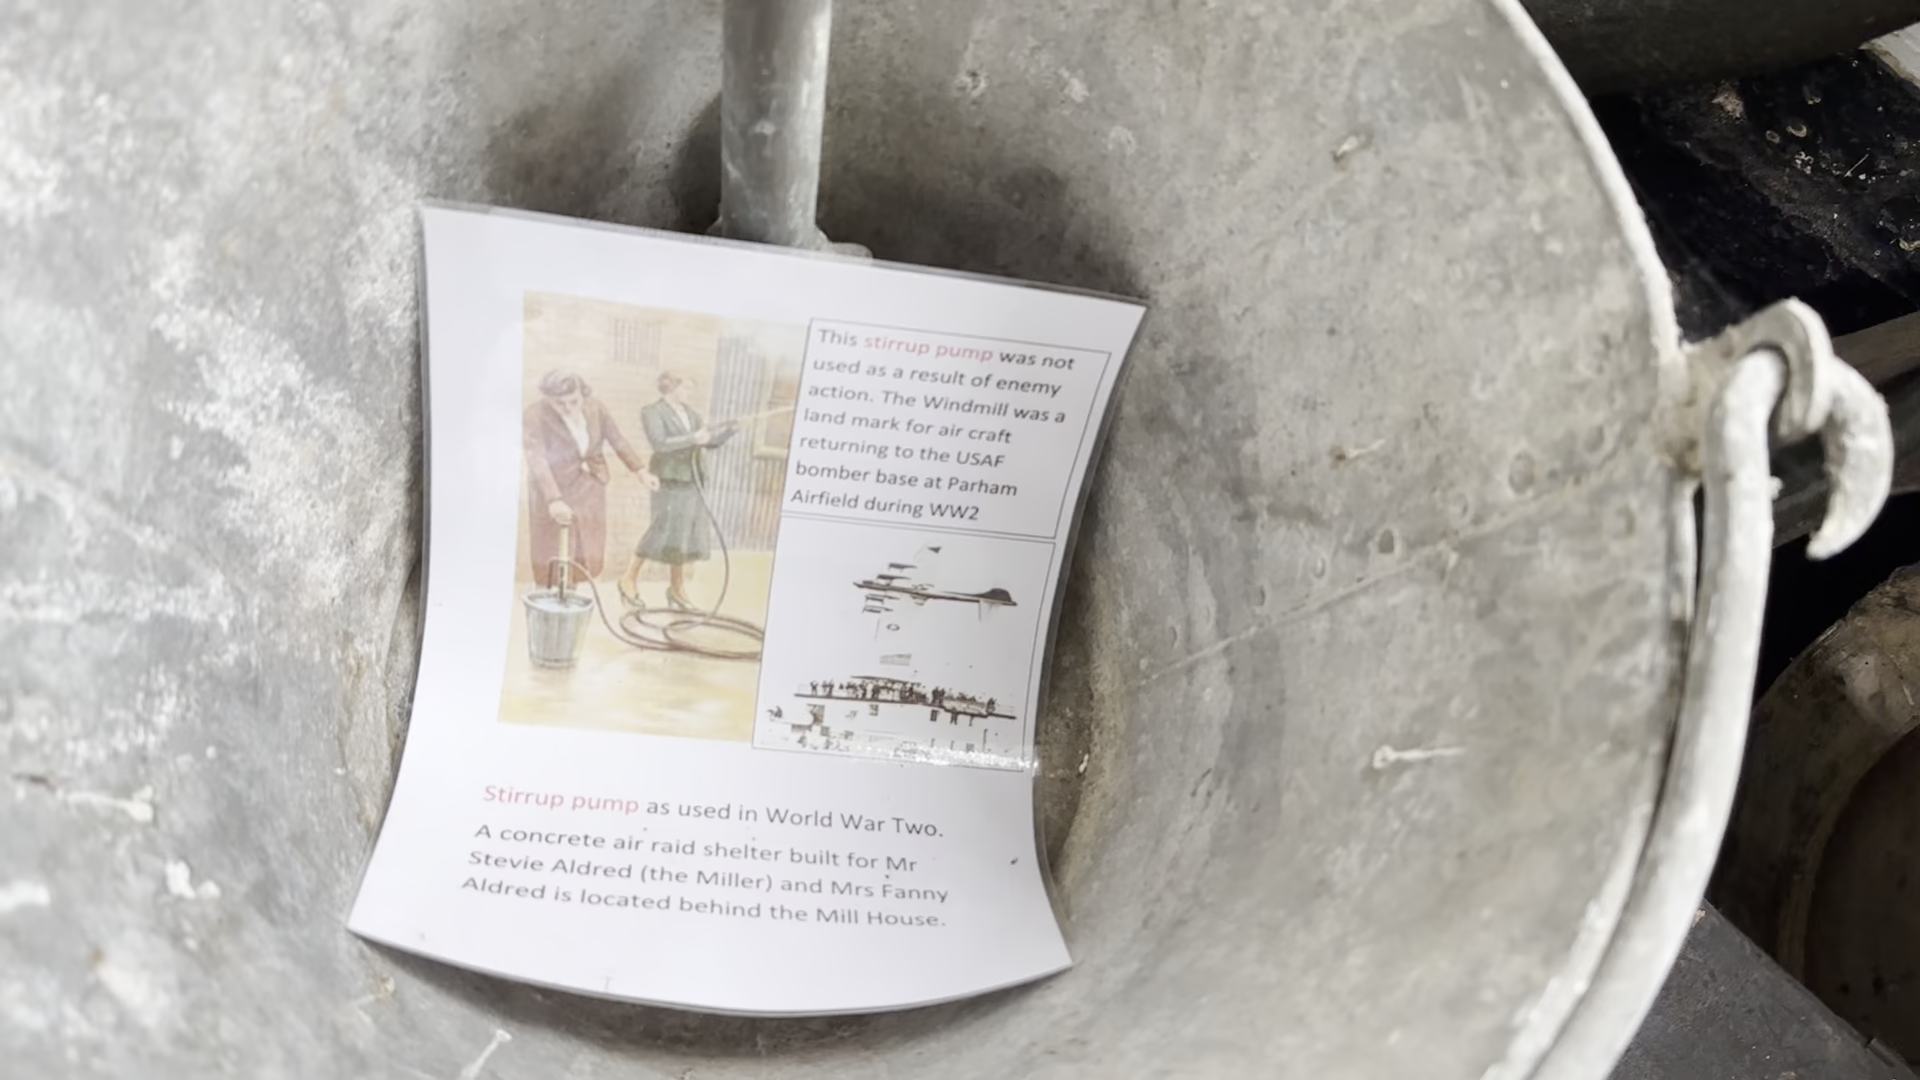 This stirrup pump was not
used as a result of enemy
action. The Windmill was a
land mark for air craft
returning to the USAF
bomber base at Parham
Airfield during WW2
Stirrup pump as used in World War Two.
A concrete air raid shelter built for Mr
Stevie Aldred (the Miller) and Mrs Fanny
Aldred is located behind the Mill House.